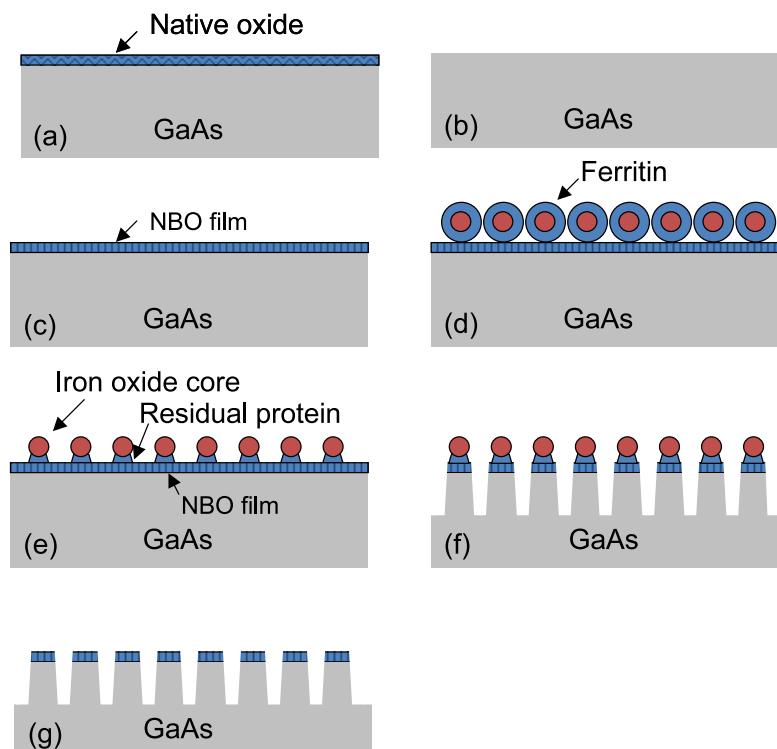 Native oxide
(a)
GaAs
(b)
GaAs
NBO film
(c)
GaAs
Ferritin
(d)
GaAs
Iron oxide core
Residual protein
NBO film
(e)
GaAs
(f)
GaAs
(g)
GaAs